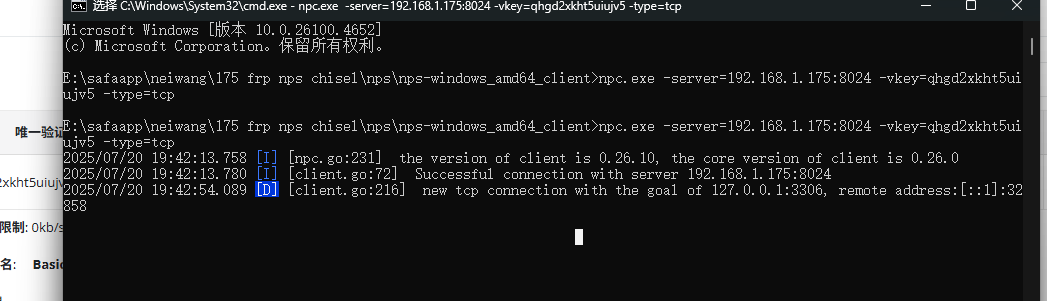 选择 C:\Windows\System32\cmd.exe - npc.exe  -server=192.168.1.175:8024 -vkey=qhgd2xkht5uiujv5 -type=tcp
Microsoft Windows [版本 10.0.26100.4652]
(c) Microsoft Corporation。保留所有权利。
E:\safaapp\neiwang\175 frp nps chisel\nps\nps-windows_amd64_client>npc.exe -server=192.168.1.175:8024 -vkey=qhgd2xkht5ui
ujv5 -type=tcp
E:\safaapp\neiwang\175 frp nps chisel\nps\nps-windows_amd64_client>npc.exe -server=192.168.1.175:8024 -vkey=qhgd2xkht5ui
ujv5 -type=tcp
2025/07/20 19:42:13.758 [I] [npc.go:231]  the version of client is 0.26.10, the core version of client is 0.26.0
2025/07/20 19:42:13.780 [I] [client.go:72]  Successful connection with server 192.168.1.175:8024
2025/07/20 19:42:54.089 [D] [client.go:216]  new tcp connection with the goal of 127.0.0.1:3306, remote address:[::1]:32
858
唯一验证
2xkht5uiujv
限制: 0kb/s
名: Basic